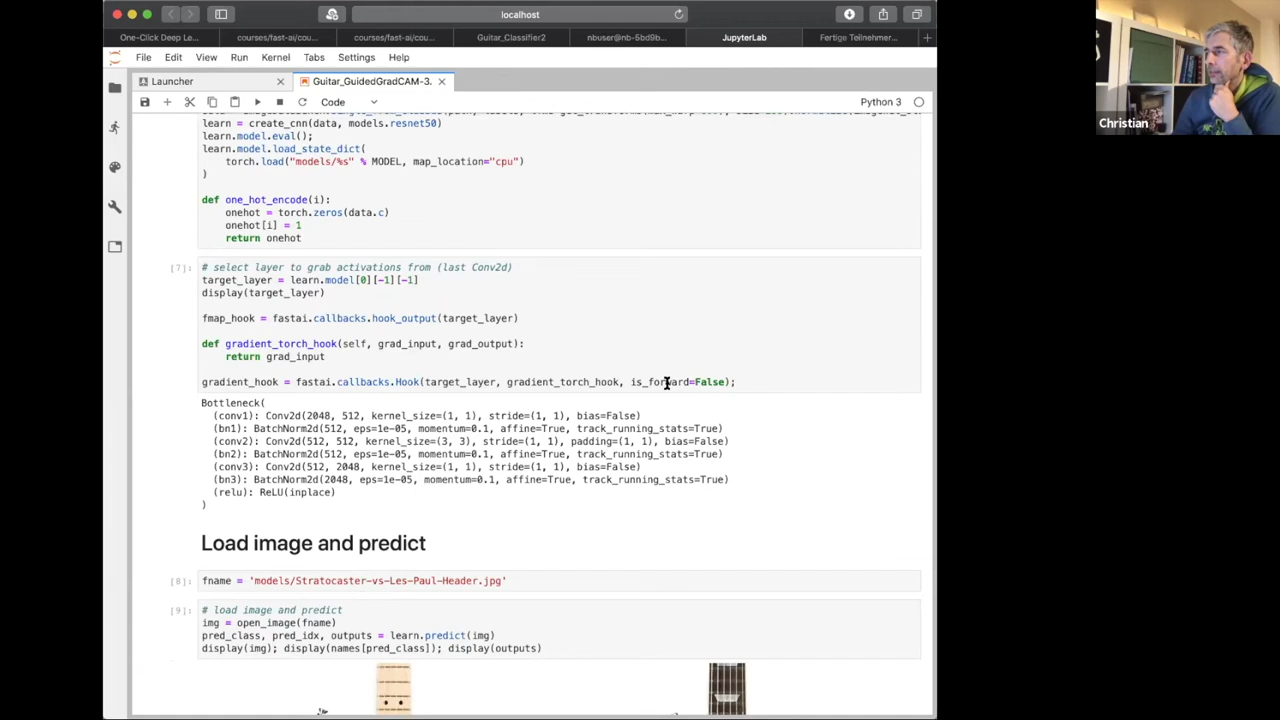 localhost
One-Click Deep Le...
courses/fast-ai/cou...
courses/fast-ai/cou...
Guitar_Classifier2
nbuser@nb-5bd9b...
JupyterLab
Fertige Teilnehmer...
File Edit View Run Kernel Tabs Settings Help
Launcher
Guitar_GuidedGradCAM-3.
Code
Python 3
Christian
learn = create_cnn(data, models.resnet50)
learn.model.eval();
learn.model.load_state_dict(
torch.load("models/%s" % MODEL, map_location="cpu")
)
def one_hot_encode(i):
onehot = torch.zeros(data.c)
onehot[i] = 1
return onehot
[7]:
# select layer to grab activations from (last Conv2d)
target_layer = learn.model[0][-1][-1]
display(target_layer)
fmap_hook = fastai.callbacks.hook_output(target_layer)
def gradient_torch_hook(self, grad_input, grad_output):
return grad_input
gradient_hook = fastai.callbacks.Hook(target_layer, gradient_torch_hook, is_forward=False);
Bottleneck(
(conv1): Conv2d(2048, 512, kernel_size=(1, 1), stride=(1, 1), bias=False)
(bn1): BatchNorm2d(512, eps=1e-05, momentum=0.1, affine=True, track_running_stats=True)
(conv2): Conv2d(512, 512, kernel_size=(3, 3), stride=(1, 1), padding=(1, 1), bias=False)
(bn2): BatchNorm2d(512, eps=1e-05, momentum=0.1, affine=True, track_running_stats=True)
(conv3): Conv2d(512, 2048, kernel_size=(1, 1), stride=(1, 1), bias=False)
(bn3): BatchNorm2d(2048, eps=1e-05, momentum=0.1, affine=True, track_running_stats=True)
(relu): ReLU(inplace)
)
Load image and predict
[8]:
fname = 'models/Stratocaster-vs-Les-Paul-Header.jpg'
[9]:
# load image and predict
img = open_image(fname)
pred_class, pred_idx, outputs = learn.predict(img)
display(img); display(names[pred_class]); display(outputs)